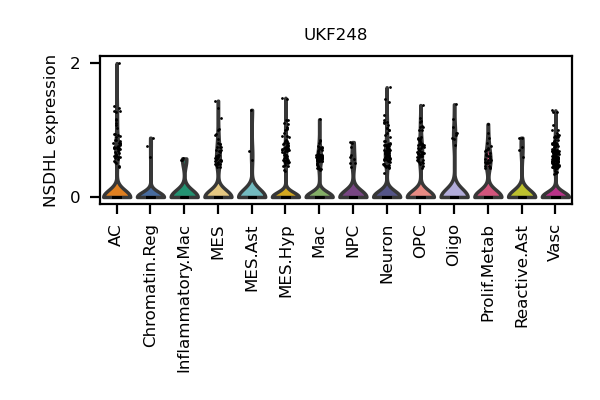 UKF248
NSDHL expression
2
0
AC
Chromatin.Reg
Inflammatory.Mac
MES
MES.Ast
MES.Hyp
Mac
NPC
Neuron
OPC
Oligo
Prolif.Metab
Reactive.Ast
Vasc